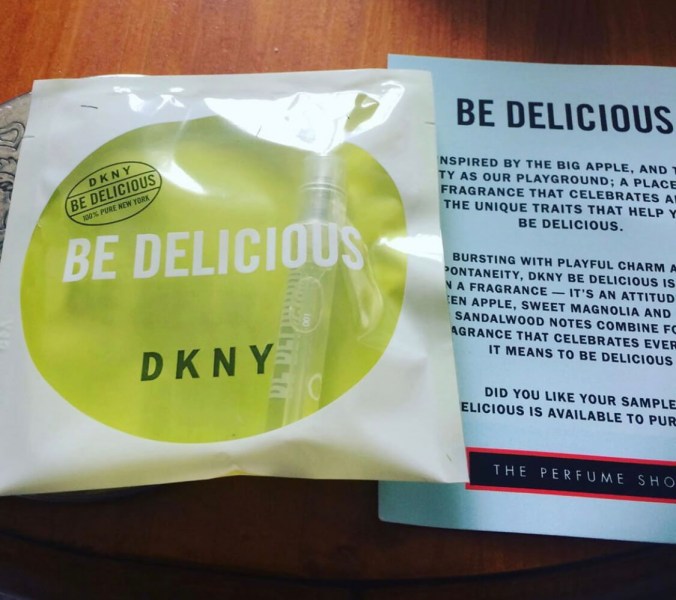 DKNY
BE DELICIOUS
100% PURE NEW YORK
BE DELICIOUS
DKNY
BE DELICIOUS
NSPIRED BY THE BIG APPLE, AND T
TY AS OUR PLAYGROUND; A PLACE
FRAGRANCE THAT CELEBRATES A
THE UNIQUE TRAITS THAT HELP Y
BE DELICIOUS.
BURSTING WITH PLAYFUL CHARM A
PONTANEITY, DKNY BE DELICIOUS IS
N A FRAGRANCE — IT'S AN ATTITUD
EEN APPLE, SWEET MAGNOLIA AND
SANDALWOOD NOTES COMBINE FO
AGRANCE THAT CELEBRATES EVER
IT MEANS TO BE DELICIOUS
DID YOU LIKE YOUR SAMPLE
ELICIOUS IS AVAILABLE TO PUR
THE PERFUME SHO